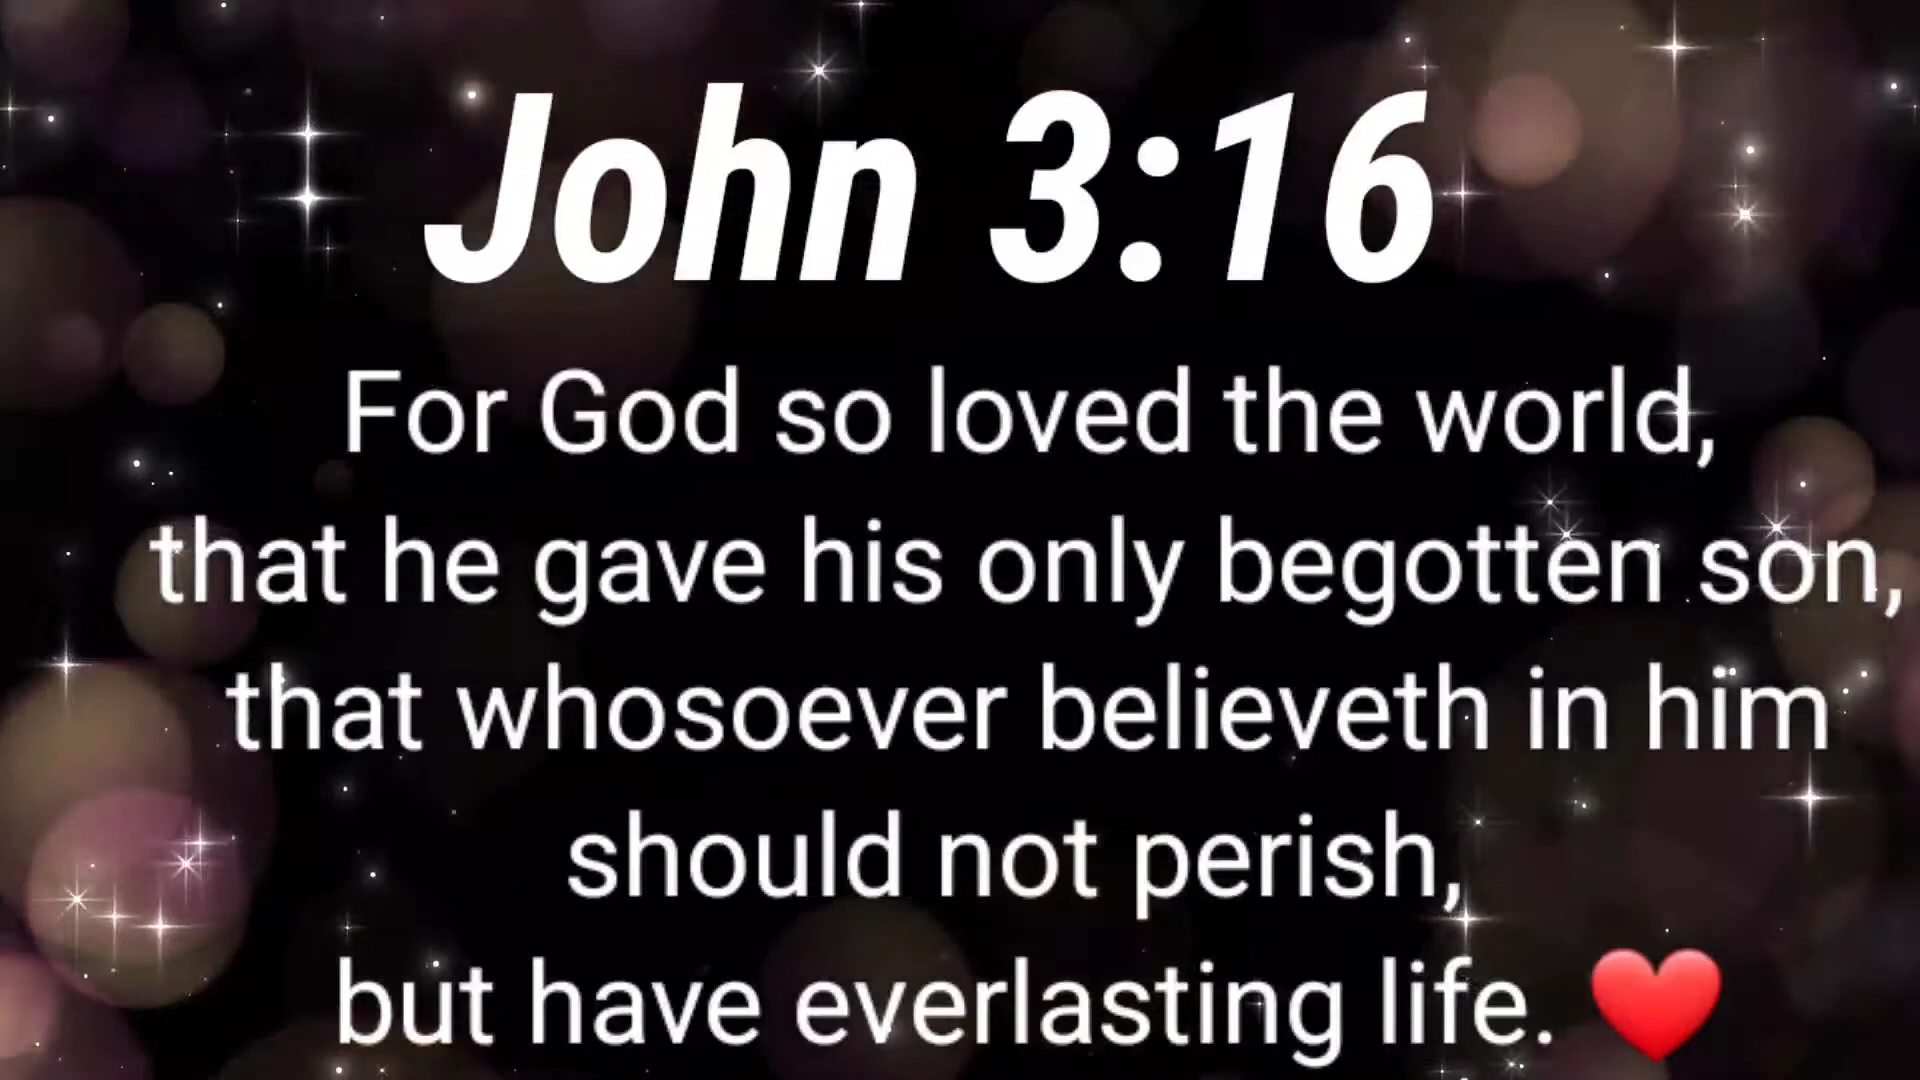 John 3:16
For God so loved the world,
that he gave his only begotten son,
that whosoever believeth in him
should not perish,
but have everlasting life. ❤️